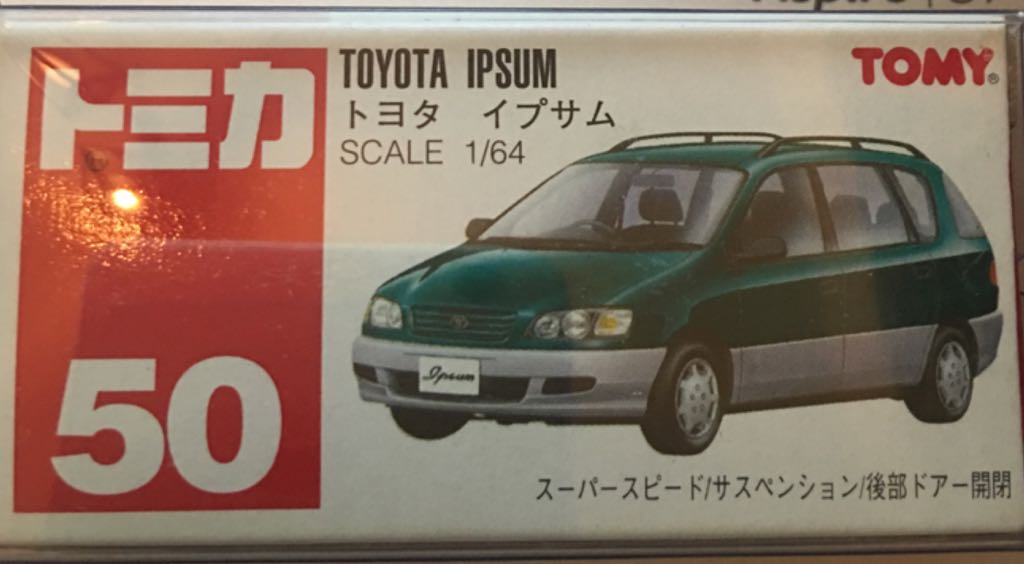 トミカ
50
TOYOTA IPSUM
トヨタ イプサム
SCALE 1/64
TOMY®
Ipsum
スーパースピード/サスペンション/後部ドアー開閉